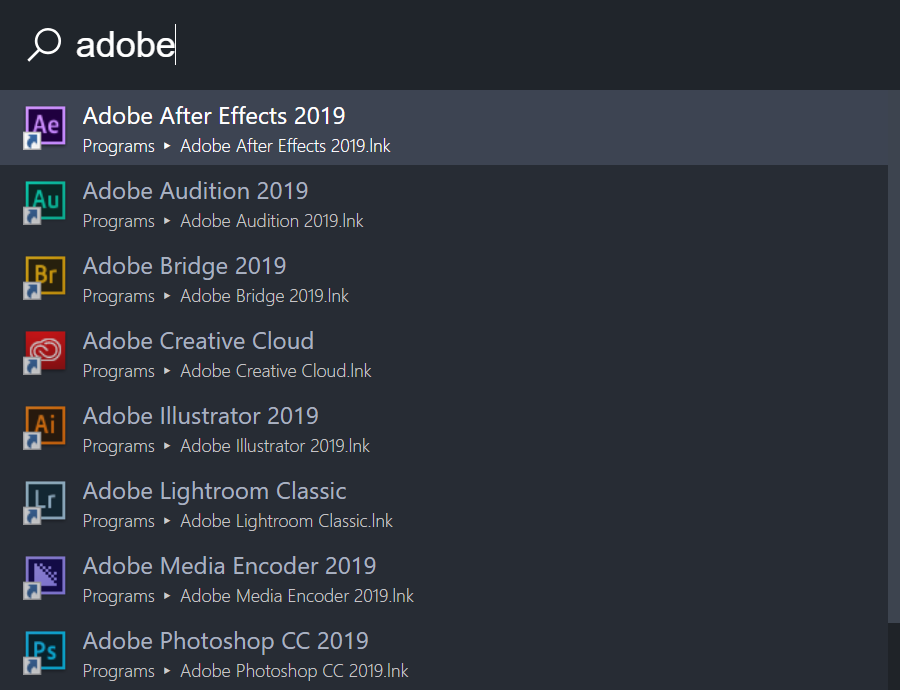 adobe
Ae
Adobe After Effects 2019
Programs ▸ Adobe After Effects 2019.lnk
Au
Adobe Audition 2019
Programs ▸ Adobe Audition 2019.lnk
Br
Adobe Bridge 2019
Programs ▸ Adobe Bridge 2019.lnk
Adobe Creative Cloud
Programs ▸ Adobe Creative Cloud.lnk
Ai
Adobe Illustrator 2019
Programs ▸ Adobe Illustrator 2019.lnk
Lr
Adobe Lightroom Classic
Programs ▸ Adobe Lightroom Classic.lnk
Adobe Media Encoder 2019
Programs ▸ Adobe Media Encoder 2019.lnk
Ps
Adobe Photoshop CC 2019
Programs ▸ Adobe Photoshop CC 2019.lnk